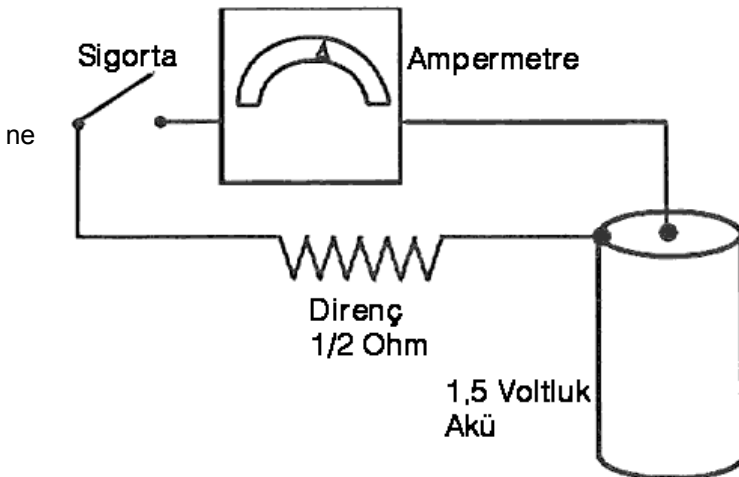 Sigorta
Ampermetre
A
ne
Direnç
1/2 Ohm
1,5 Voltluk
Akü